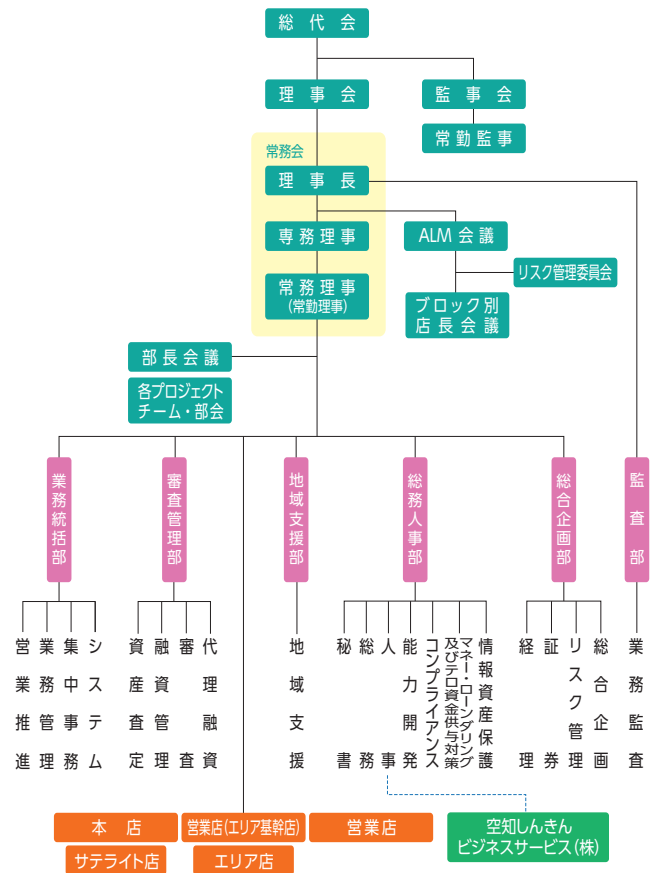 総代会
理事会
監事会
常勤監事
常務会
理事長
専務理事
ALM会議
リスク管理委員会
常務理事
(常勤理事)
ブロック別
店長会議
部長会議
各プロジェクト
チーム・部会
業務統括部
審査管理部
地域支援部
総務人事部
総合企画部
監査部
営業推進
業務管理
集中事務
システム
資産査定
融資管理
審査
代理融資
地域支援
秘書
総務
人事
能力開発
コンプライアンス
マネー・ローンダリング
及びテロ資金供与対策
情報資産保護
経理
証券
リスク管理
総合企画
業務監査
本店
営業店(エリア基幹店)
営業店
サテライト店
エリア店
空知しんきん
ビジネスサービス(株)